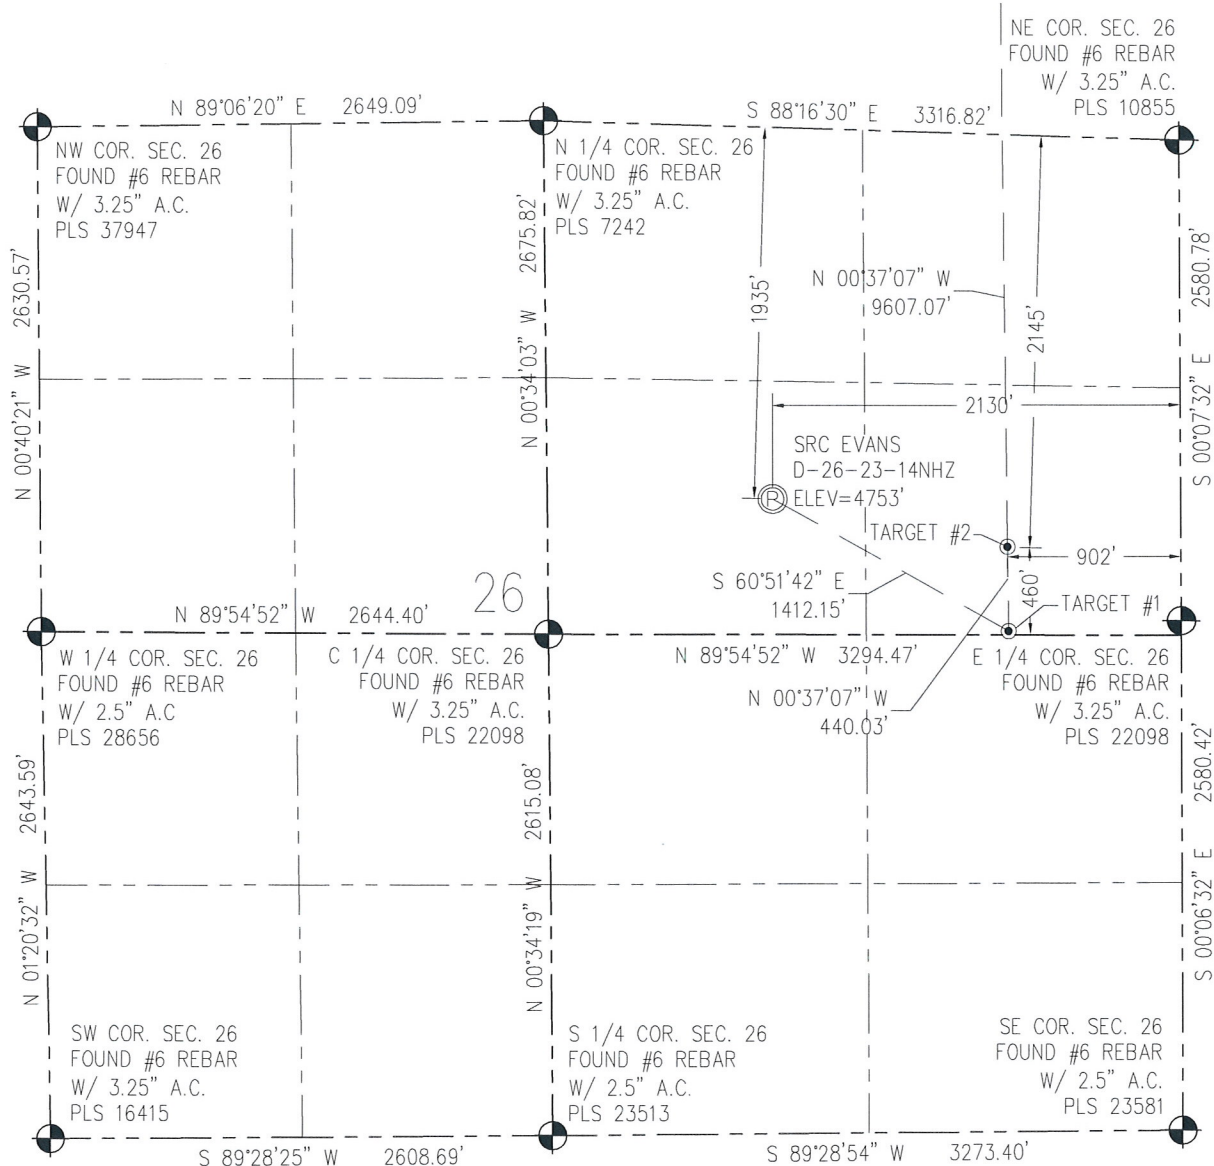 NE COR. SEC. 26
FOUND #6 REBAR
W/ 3.25" A.C.
PLS 10855
N 89°06'20" E 2649.09'
S 88°16'30" E 3316.82'
NW COR. SEC. 26
FOUND #6 REBAR
W/ 3.25" A.C.
PLS 37947
N 1/4 COR. SEC. 26
FOUND #6 REBAR
W/ 3.25" A.C.
PLS 7242
N 00°40'21" W 2630.57'
N 00°34'03" W 2675.82'
1935'
N 00°37'07" W
9607.07'
2145'
S 00°07'32" E 2580.78'
2130'
SRC EVANS
D-26-23-14NHZ
ELEV=4753'
R
TARGET #2
902'
S 60°51'42" E
1412.15'
460'
TARGET #1
26
N 89°54'52" W 2644.40'
W 1/4 COR. SEC. 26
FOUND #6 REBAR
W/ 2.5" A.C
PLS 28656
C 1/4 COR. SEC. 26
FOUND #6 REBAR
W/ 3.25" A.C.
PLS 22098
N 89°54'52" W 3294.47'
E 1/4 COR. SEC. 26
FOUND #6 REBAR
W/ 3.25" A.C.
PLS 22098
N 00°37'07" W
440.03'
N 01°20'32" W 2643.59'
N 00°34'19" W 2615.08'
S 00°06'32" E 2580.42'
SW COR. SEC. 26
FOUND #6 REBAR
W/ 3.25" A.C.
PLS 16415
S 1/4 COR. SEC. 26
FOUND #6 REBAR
W/ 2.5" A.C.
PLS 23513
SE COR. SEC. 26
FOUND #6 REBAR
W/ 2.5" A.C.
PLS 23581
S 89°28'25" W 2608.69'
S 89°28'54" W 3273.40'